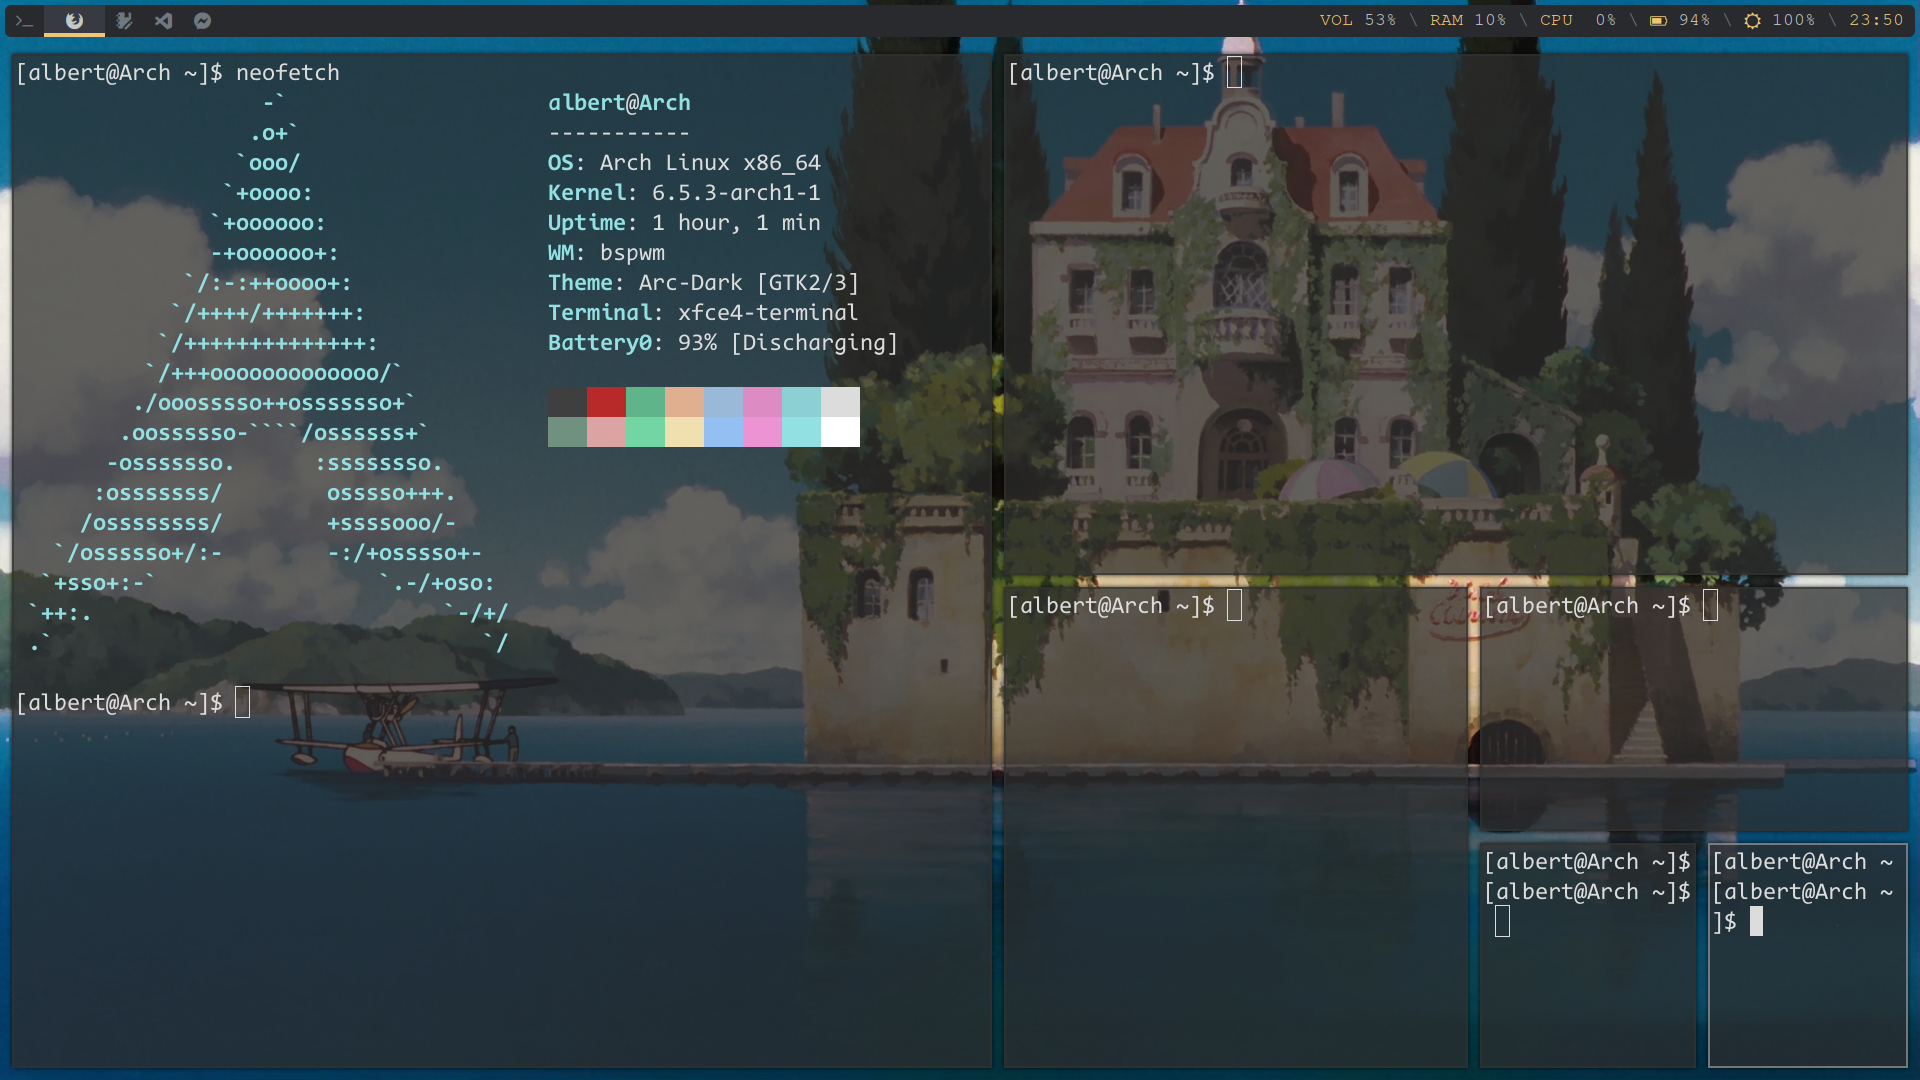 VOL 53% \ RAM 10% \ CPU 0% \ 94% \ 100% \ 23:50
[albert@Arch ~]$ neofetch
-`
.o+`
`ooo/
`+oooo:
`+oooooo:
-+oooooo+:
`/:-:++oooo+:
`/++++/+++++++:
`/++++++++++++++:
`/+++ooooooooooooo/`
./ooosssso++osssssso+`
.oossssso-````/ossssss+`
-osssssso. :ssssssso.
:osssssss/ osssso+++.
/ossssssss/ +ssssooo/-
`/ossssso+/:- -:/+osssso+-
`+sso+:-` `.-/+oso:
`++:. `-/+/
.` `/
albert@Arch
-----------
OS: Arch Linux x86_64
Kernel: 6.5.3-arch1-1
Uptime: 1 hour, 1 min
WM: bspwm
Theme: Arc-Dark [GTK2/3]
Terminal: xfce4-terminal
Battery0: 93% [Discharging]
[albert@Arch ~]$
[albert@Arch ~]$
[albert@Arch ~]$
[albert@Arch ~]$
[albert@Arch ~]$
[albert@Arch ~]$
[albert@Arch ~
[albert@Arch ~
]$